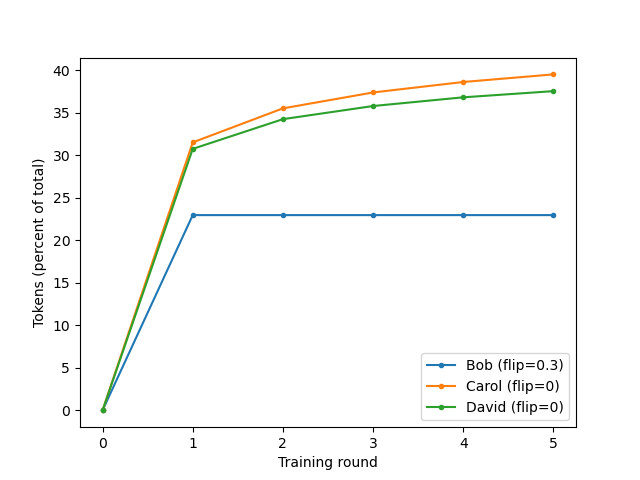 40
35
30
25
20
15
10
5
0
Tokens (percent of total)
Bob (flip=0.3)
Carol (flip=0)
David (flip=0)
0 1 2 3 4 5
Training round